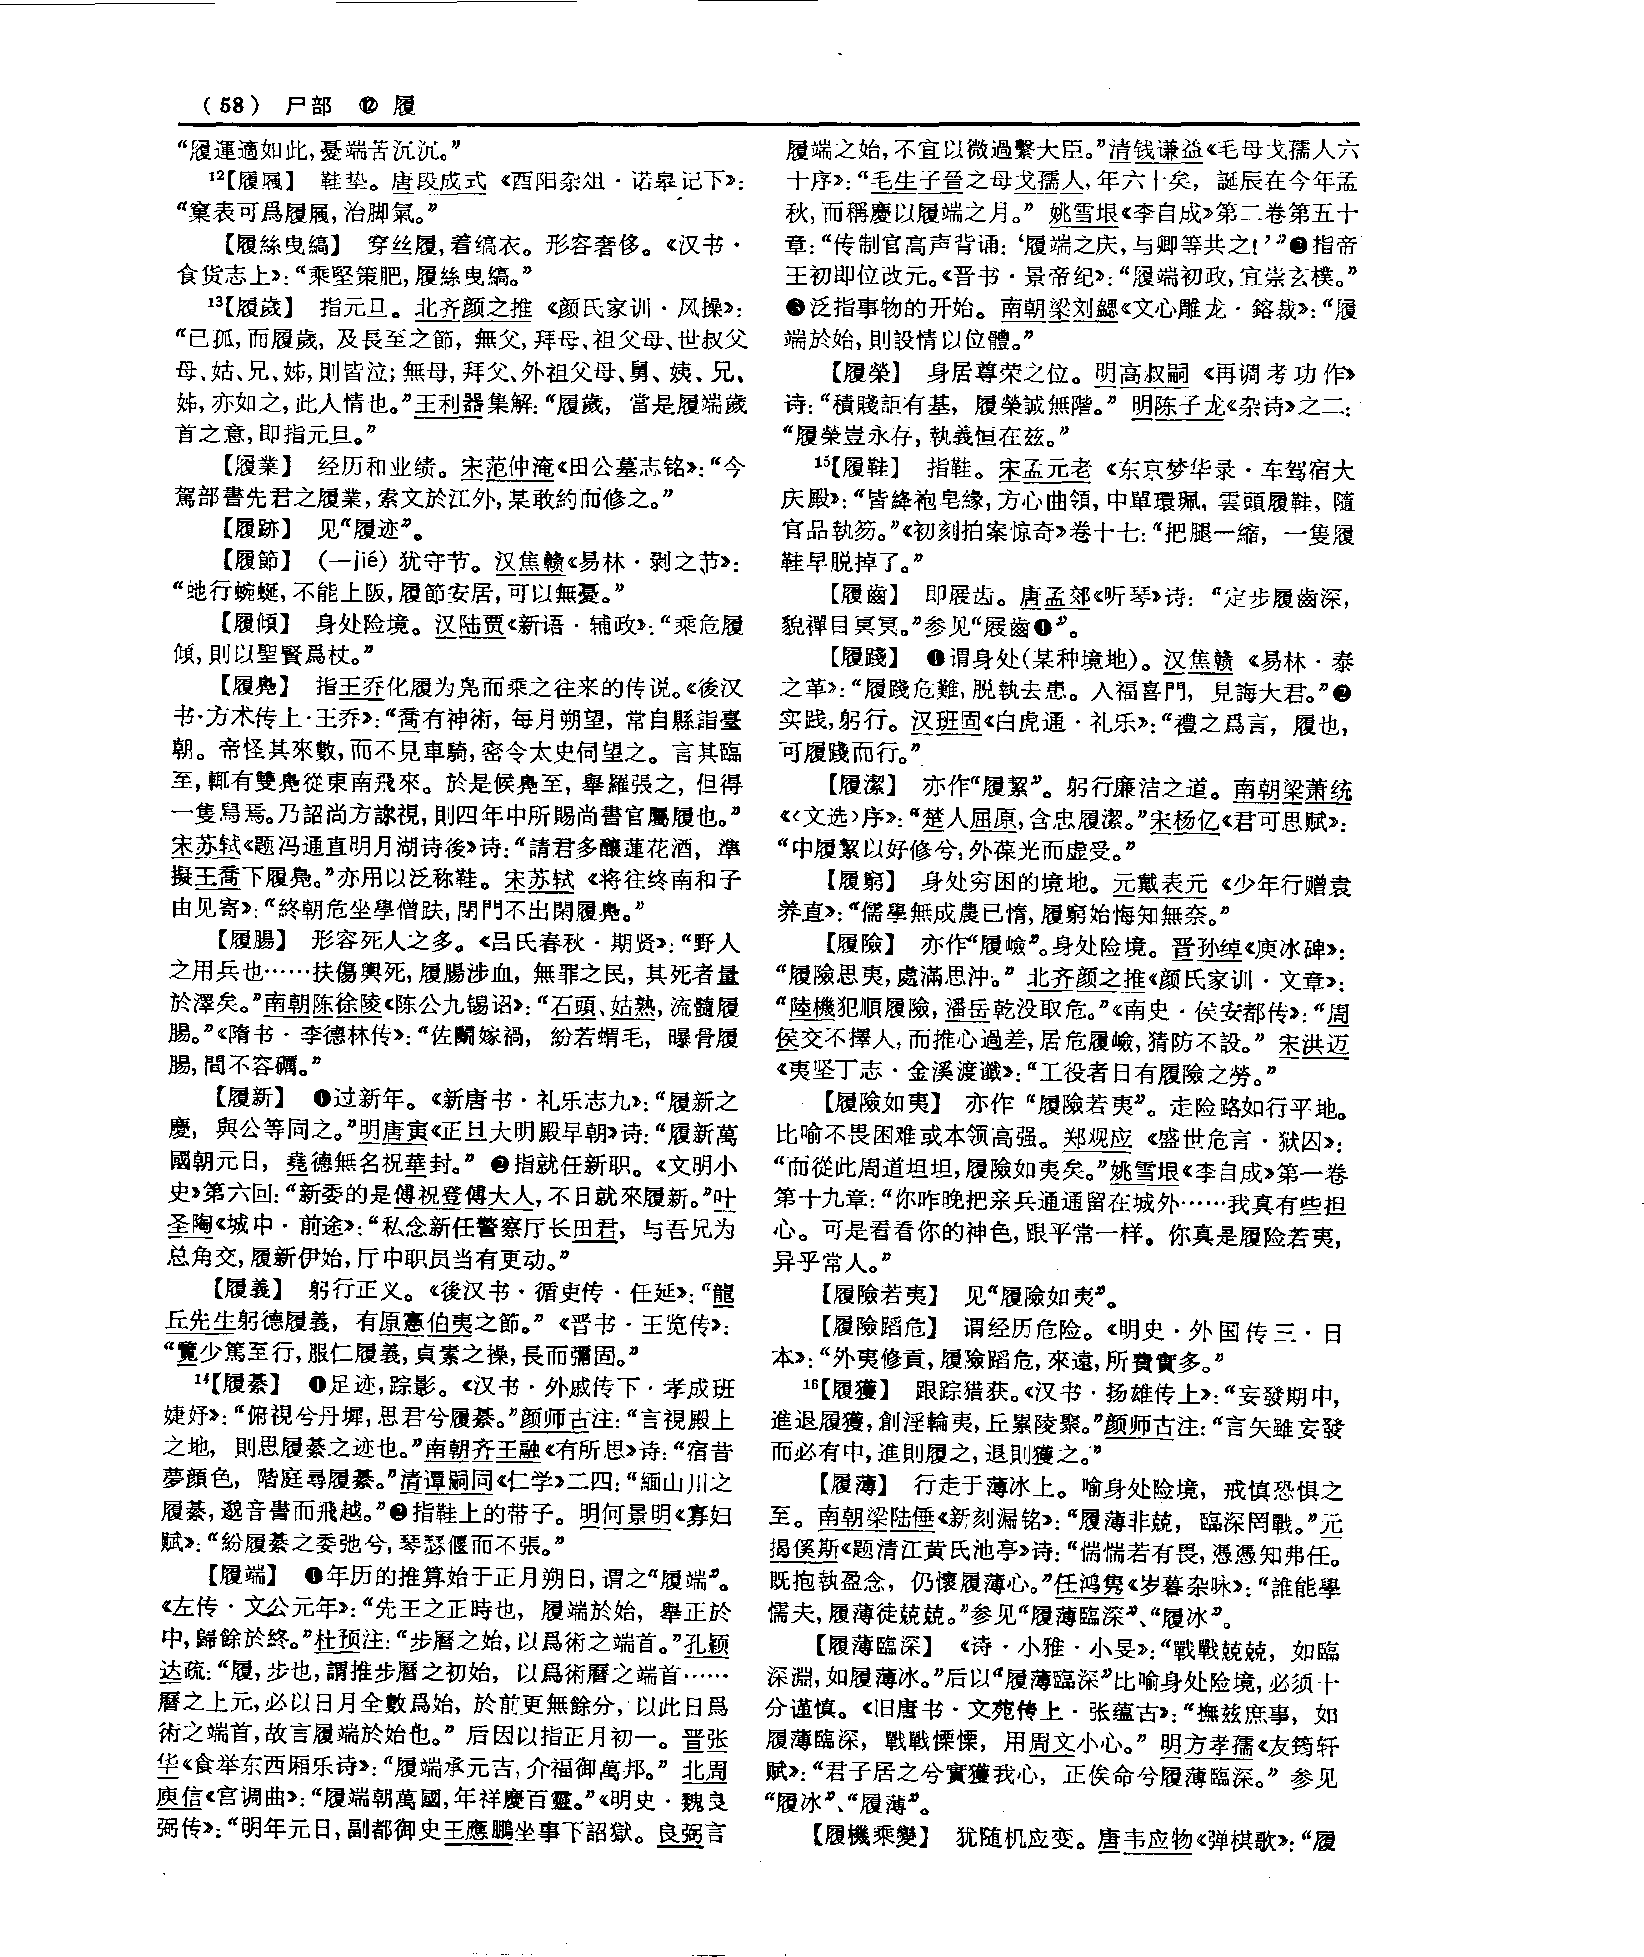 (58) 尸部 ⑫ 履
“履運適如此,憂端苦沉沉。”
12【履屧】 鞋垫。唐段成式《酉阳杂俎·诺皋记下》:
“窠表可爲履屧,治脚氣。”
【履絲曳縞】 穿丝履,着缟衣。形容奢侈。《汉书·
食货志上》:“乘堅策肥,履絲曳縞。”
13【履歲】 指元旦。北齐颜之推《颜氏家训·风操》:
“已孤,而履歲,及長至之節,無父,拜母、祖父母、世叔父
母、姑、兄、姊,則皆泣;無母,拜父、外祖父母、舅、姨、兄、
姊,亦如之,此人情也。”王利器集解:“履歲,當是履端歲
首之意,即指元旦。”
【履業】 经历和业绩。宋范仲淹《田公墓志铭》:“今
駕部書先君之履業,索文於江外,某敢約而修之。”
【履跡】 见“履迹”。
【履節】 (—jié) 犹守节。汉焦赣《易林·剥之节》:
“虵行蜿蜒,不能上阪,履節安居,可以無憂。”
【履傾】 身处险境。汉陆贾《新语·辅政》:“乘危履
傾,則以聖賢爲杖。”
【履鳧】 指王乔化履为凫而乘之往来的传说。《後汉
书·方术传上·王乔》:“喬有神術,每月朔望,常自縣詣臺
朝。帝怪其來數,而不見車騎,密令太史伺望之。言其臨
至,輒有雙鳧從東南飛來。於是候鳧至,舉羅張之,但得
一隻舄焉。乃詔尚方診視,則四年中所賜尚書官屬履也。”
宋苏轼《题冯通直明月湖诗後》诗:“請君多釀蓮花酒,準
擬王喬下履鳧。”亦用以泛称鞋。宋苏轼《将往终南和子
由见寄》:“終朝危坐學僧趺,閉門不出閑履鳧。”
【履腸】 形容死人之多。《吕氏春秋·期贤》:“野人
之用兵也……扶傷輿死,履腸涉血,無罪之民,其死者量
於澤矣。”南朝陈徐陵《陈公九锡诏》:“石頭、姑熟,流髓履
腸。”《隋书·李德林传》:“佐鬭嫁禍,紛若蝟毛,曝骨履
腸,間不容礪。”
【履新】 ❶过新年。《新唐书·礼乐志九》:“履新之
慶,與公等同之。”明唐寅《正旦大明殿早朝》诗:“履新萬
國朝元日,堯德無名祝華封。” ❷指就任新职。《文明小
史》第六回:“新委的是傅祝登傅大人,不日就來履新。”叶
圣陶《城中·前途》:“私念新任警察厅长田君,与吾兄为
总角交,履新伊始,厅中职员当有更动。”
【履義】 躬行正义。《後汉书·循吏传·任延》:“龍
丘先生躬德履義,有原憲伯夷之節。”《晋书·王览传》:
“覽少篤至行,服仁履義,貞素之操,長而彌固。”
14【履綦】 ❶足迹,踪影。《汉书·外戚传下·孝成班
婕妤》:“俯視兮丹墀,思君兮履綦。”颜师古注:“言視殿上
之地,則思履綦之迹也。”南朝齐王融《有所思》诗:“宿昔
夢顔色,階庭尋履綦。”清谭嗣同《仁学》二四:“緬山川之
履綦,邈音書而飛越。”❷指鞋上的带子。明何景明《寡妇
赋》:“紛履綦之委弛兮,琴瑟偃而不張。”
【履端】 ❶年历的推算始于正月朔日,谓之“履端”。
《左传·文公元年》:“先王之正時也,履端於始,舉正於
中,歸餘於終。”杜预注:“步曆之始,以爲術之端首。”孔颖
达疏:“履,步也,謂推步曆之初始,以爲術曆之端首……
曆之上元,必以日月全數爲始,於前更無餘分,以此日爲
術之端首,故言履端於始也。” 后因以指正月初一。晋张
华《食举东西厢乐诗》:“履端承元吉,介福御萬邦。”北周
庾信《宫调曲》:“履端朝萬國,年祥慶百靈。”《明史·魏良
弼传》:“明年元日,副都御史王應鵬坐事下詔獄。良弼言
履端之始,不宜以微過繫大臣。”清钱谦益《毛母戈孺人六
十序》:“毛生子晉之母戈孺人,年六十矣,誕辰在今年孟
秋,而稱慶以履端之月。” 姚雪垠《李自成》第二卷第五十
章:“传制官高声背诵:‘履端之庆,与卿等共之!’”❷指帝
王初即位改元。《晋书·景帝纪》:“履端初政,宜崇玄樸。”
❸泛指事物的开始。南朝梁刘勰《文心雕龙·鎔裁》:“履
端於始,則設情以位體。”
【履榮】 身居尊荣之位。明高叔嗣《再调考功作》
诗:“積賤詎有基,履榮誠無階。” 明陈子龙《杂诗》之二:
“履榮豈永存,執義恒在兹。”
15【履鞋】 指鞋。宋孟元老《东京梦华录·车驾宿大
庆殿》:“皆絳袍皂緣,方心曲領,中單環珮,雲頭履鞋,隨
官品執笏。”《初刻拍案惊奇》卷十七:“把腿一縮,一隻履
鞋早脱掉了。”
【履齒】 即屐齿。唐孟郊《听琴》诗:“定步履齒深,
貌禪目冥冥。”参见“屐齒❶”。
【履踐】 ❶谓身处(某种境地)。汉焦赣《易林·泰
之革》:“履踐危難,脱執去患。入福喜門,見誨大君。”❷
实践,躬行。汉班固《白虎通·礼乐》:“禮之爲言,履也,
可履踐而行。”
【履潔】 亦作“履絜”。躬行廉洁之道。南朝梁萧统
《〈文选〉序》:“楚人屈原,含忠履潔。”宋杨亿《君可思赋》:
“中履絜以好修兮,外葆光而虚受。”
【履窮】 身处穷困的境地。元戴表元《少年行赠袁
养直》:“儒學無成農已惰,履窮始悔知無奈。”
【履險】 亦作“履嶮”。身处险境。晋孙绰《庾冰碑》:
“履險思夷,處滿思沖。” 北齐颜之推《颜氏家训·文章》:
“陸機犯順履險,潘岳乾没取危。”《南史·侯安都传》:“周
侯交不擇人,而推心過差,居危履嶮,猜防不設。” 宋洪迈
《夷坚丁志·金溪渡谶》:“工役者日有履險之勞。”
【履險如夷】 亦作“履險若夷”。走险路如行平地。
比喻不畏困难或本领高强。郑观应《盛世危言·狱囚》:
“而從此周道坦坦,履險如夷矣。”姚雪垠《李自成》第一卷
第十九章:“你昨晚把亲兵通通留在城外……我真有些担
心。可是看看你的神色,跟平常一样。你真是履险若夷,
异乎常人。”
【履險若夷】 见“履險如夷”。
【履險蹈危】 谓经历危险。《明史·外国传三·日
本》:“外夷修貢,履險蹈危,來遠,所費實多。”
16【履獲】 跟踪猎获。《汉书·扬雄传上》:“妄發期中,
進退履獲,創淫輪夷,丘累陵聚。”颜师古注:“言矢雖妄發
而必有中,進則履之,退則獲之。”
【履薄】 行走于薄冰上。喻身处险境,戒慎恐惧之
至。南朝梁陆倕《新刻漏铭》:“履薄非兢,臨深罔戰。”元
揭傒斯《题清江黄氏池亭》诗:“惴惴若有畏,慿慿知弗任。
既抱執盈念,仍懷履薄心。”任鸿隽《岁暮杂咏》:“誰能學
懦夫,履薄徒兢兢。”参见“履薄臨深”、“履冰”。
【履薄臨深】 《诗·小雅·小旻》:“戰戰兢兢,如臨
深淵,如履薄冰。”后以“履薄臨深”比喻身处险境,必须十
分谨慎。《旧唐书·文苑传上·张蕴古》:“撫兹庶事,如
履薄臨深,戰戰慄慄,用周文小心。” 明方孝孺《友筠轩
赋》:“君子居之兮實獲我心,正俟命兮履薄臨深。” 参见
“履冰”、“履薄”。
【履機乘變】 犹随机应变。唐韦应物《弹棋歌》:“履